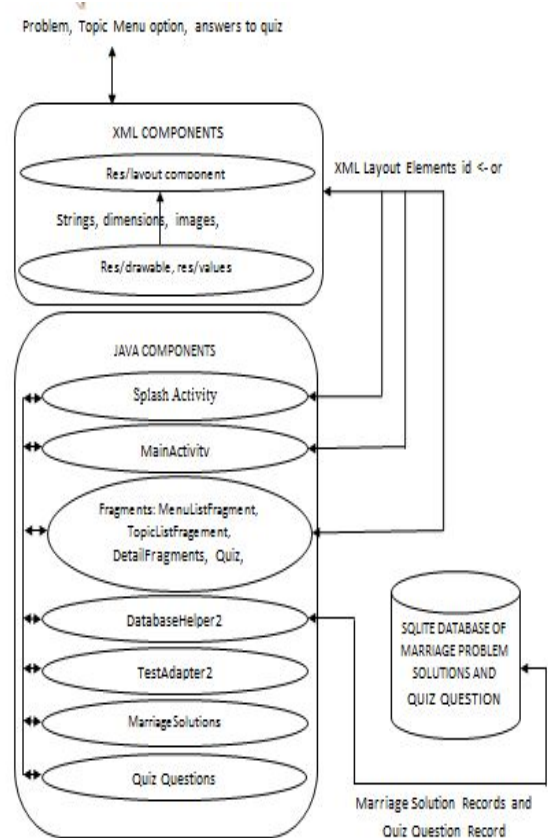 Problem, Topic Menu option, answers to quiz
XML COMPONENTS
Res/layout component
XML Layout Elements id <- or
Strings, dimensions, images,
Res/drawable, res/values
JAVA COMPONENTS
Splash Activity
MainActivity
Fragments: MenuListFragment,
TopicListFragement,
DetailFragments, Quiz,
DatabaseHelper2
SQLITE DATABASE OF
MARRIAGE PROBLEM
SOLUTIONS AND
QUIZ QUESTION
TestAdapter2
MarriageSolutions
Quiz Questions
Marriage Solution Records and
Quiz Question Record